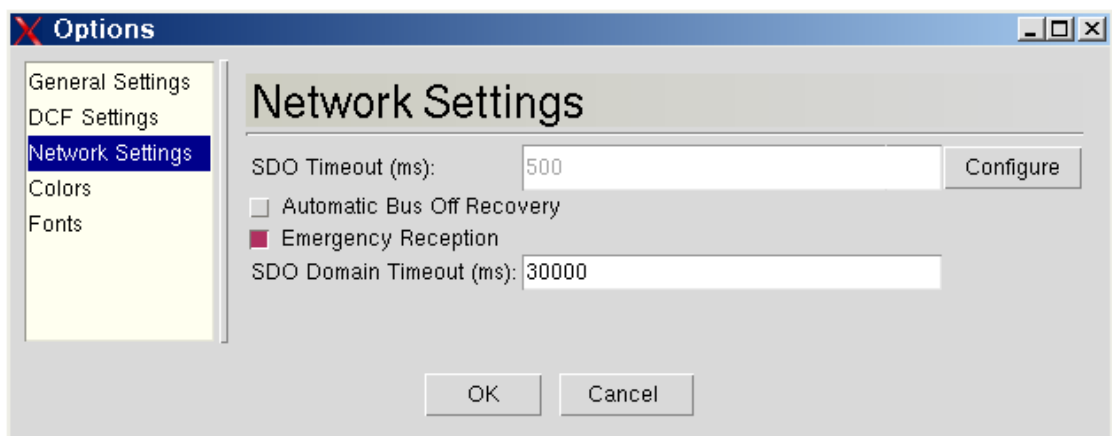 Options
General Settings
DCF Settings
Network Settings
Colors
Fonts
Network Settings
SDO Timeout (ms): 500 Configure
Automatic Bus Off Recovery
Emergency Reception
SDO Domain Timeout (ms): 30000
OK Cancel